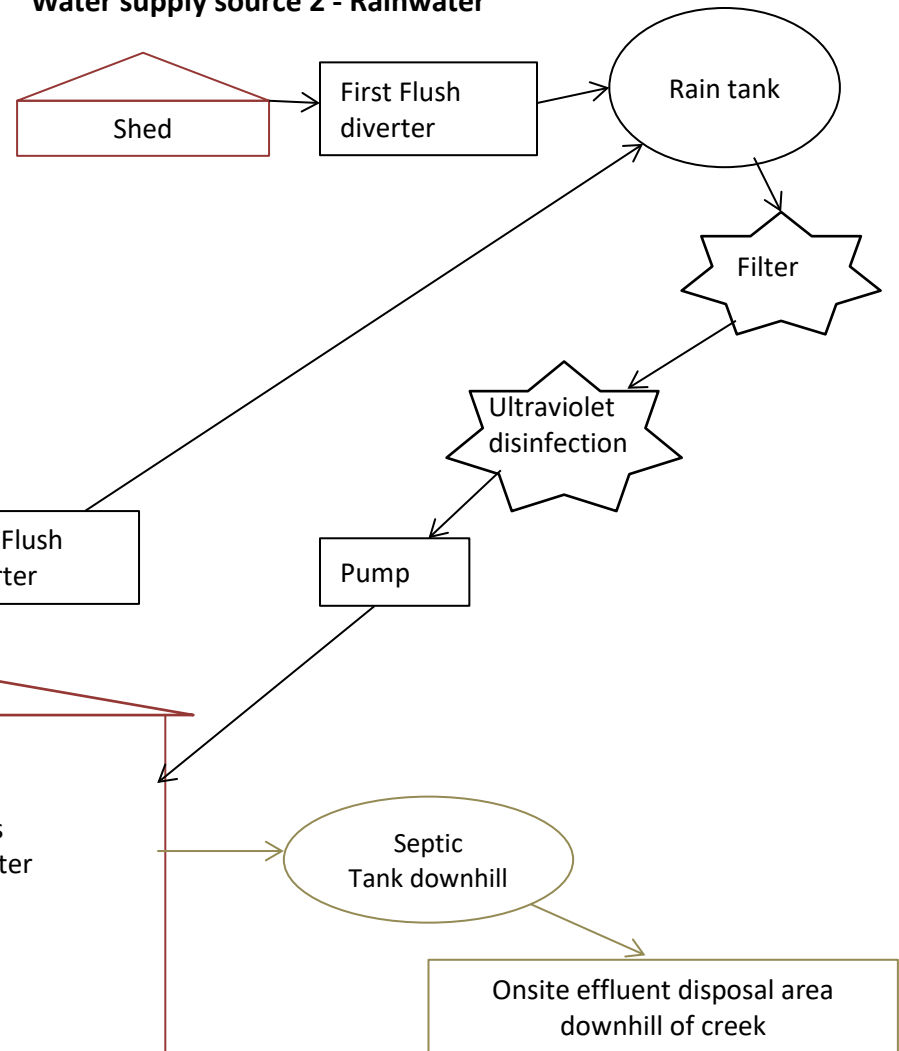 Water supply source 2 - Rainwater
First Flush
diverter
Rain tank
Shed
Filter
Ultraviolet
disinfection
Flush
Pump
Septic
Tank downhill
Onsite effluent disposal area
downhill of creek